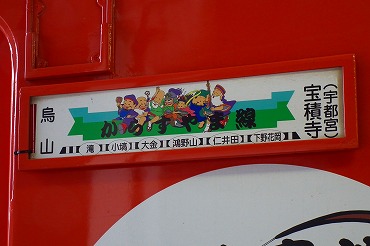 烏山
からすやま線
【滝】【小塙】【大金】【鴻野山】【仁井田】【下野花岡】
宝積寺
（宇都宮）